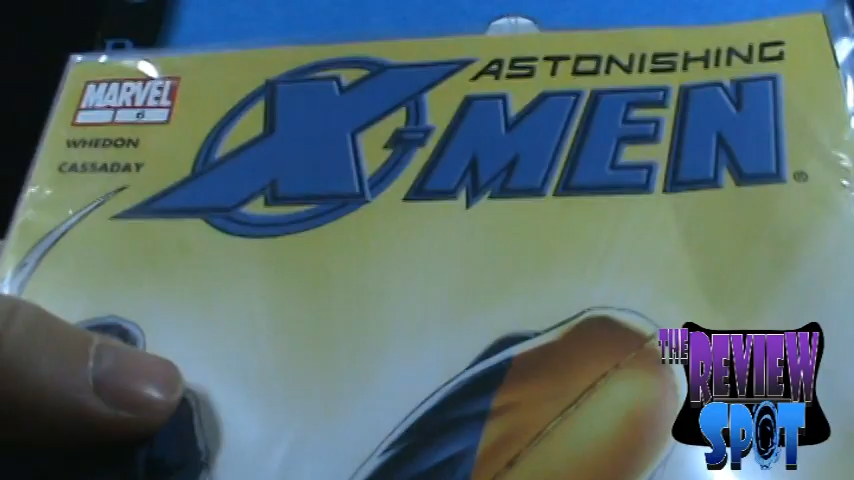 MARVEL
6
WHEDON
CASSADAY
ASTONISHING
X-MEN®
THE
REVIEW
SPOT